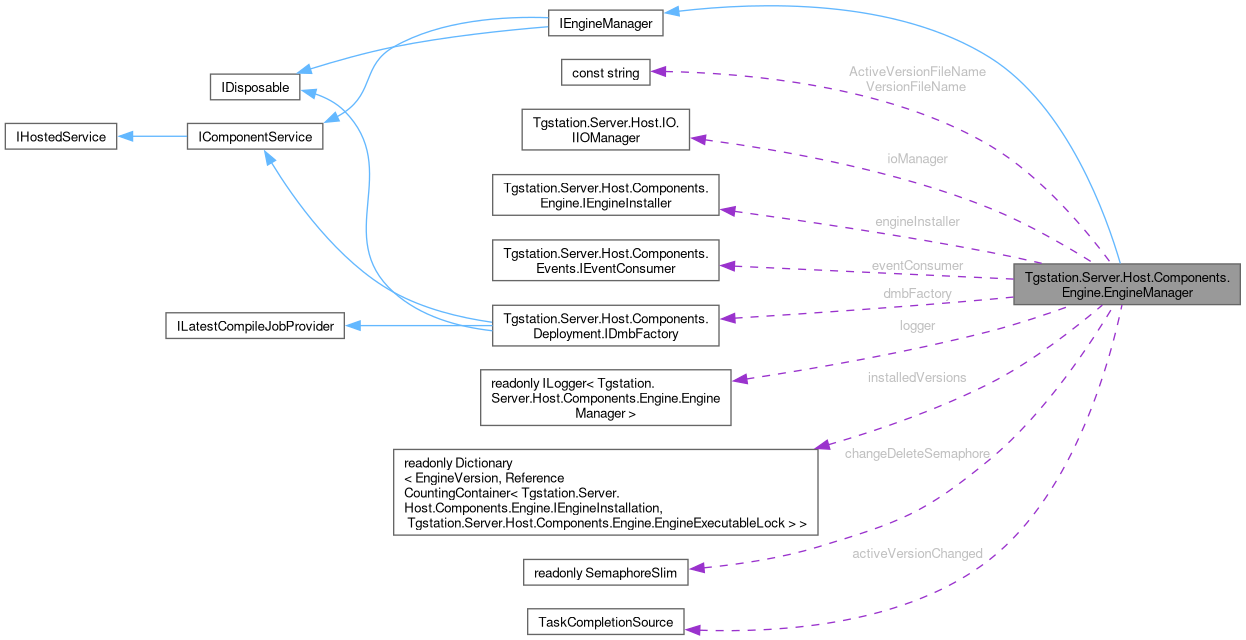 IEngineManager
const string
ActiveVersionFileName
VersionFileName
IDisposable
IHostedService
IComponentService
Tgstation.Server.Host.IO.
IIOManager
ioManager
Tgstation.Server.Host.Components.
Engine.IEngineInstaller
engineInstaller
Tgstation.Server.Host.Components.
Events.IEventConsumer
eventConsumer
Tgstation.Server.Host.Components.
Engine.EngineManager
dmbFactory
ILatestCompileJobProvider
Tgstation.Server.Host.Components.
Deployment.IDmbFactory
logger
readonly ILogger< Tgstation.
Server.Host.Components.Engine.Engine
Manager >
installedVersions
readonly Dictionary
< EngineVersion, Reference
CountingContainer< Tgstation.Server.
Host.Components.Engine.IEngineInstallation,
Tgstation.Server.Host.Components.Engine.EngineExecutableLock > >
changeDeleteSemaphore
readonly SemaphoreSlim
activeVersionChanged
TaskCompletionSource